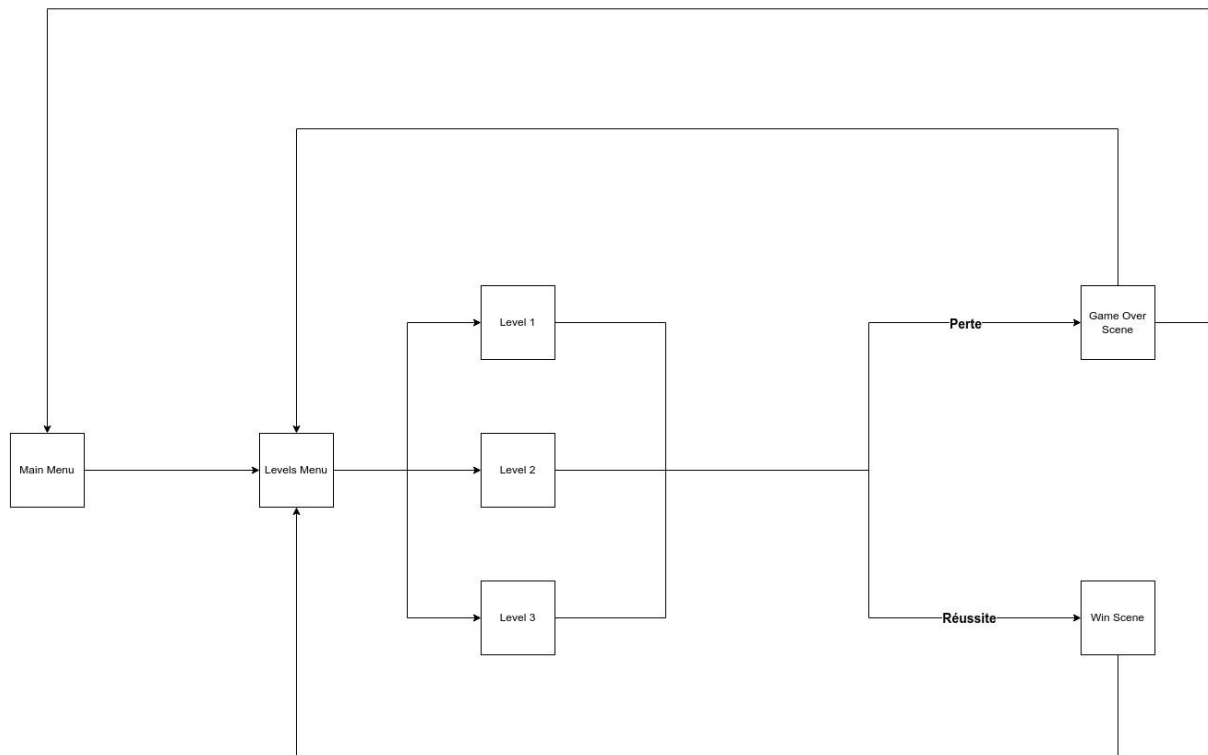 Level 1
Perte
Game Over
Scene
Main Menu
Levels Menu
Level 2
Level 3
Réussite
Win Scene